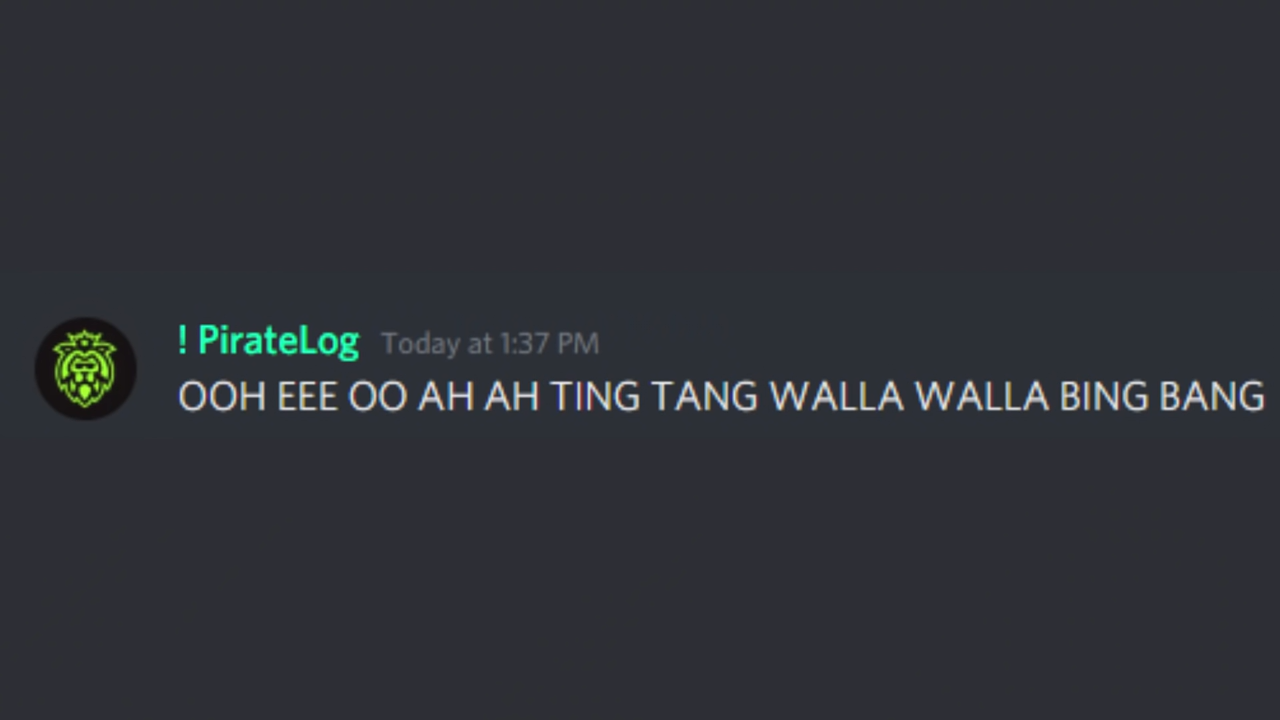 ! PirateLog Today at 1:37 PM
OOH EEE OO AH AH TING TANG WALLA WALLA BING BANG